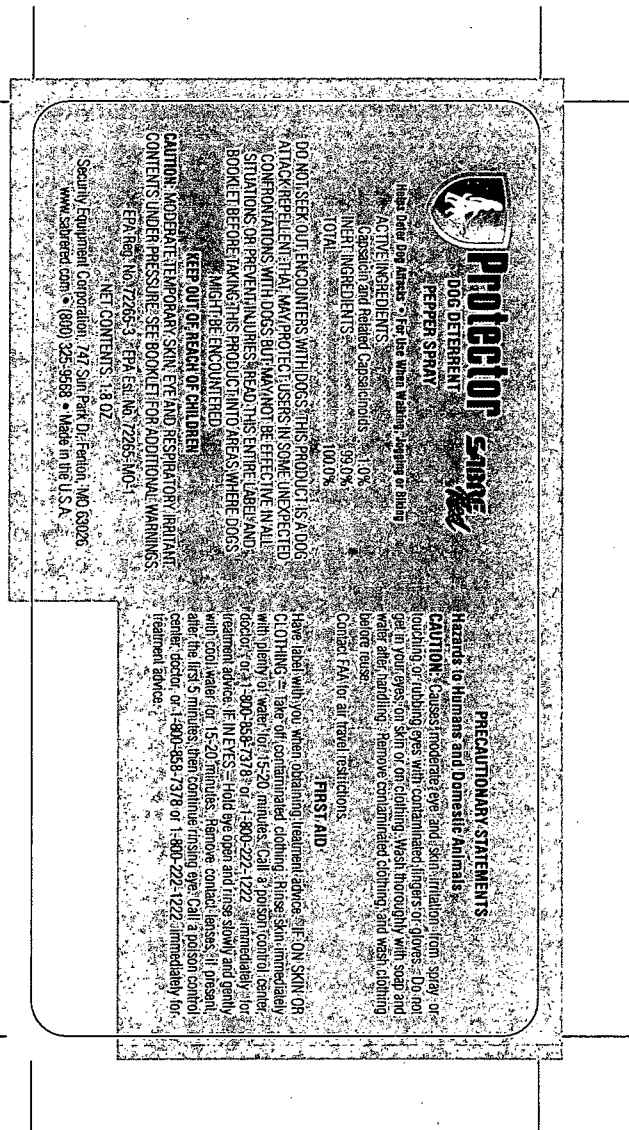 Protector SABRE Red
DOG DETERRENT
PEPPER SPRAY
Helps Deter Dog Attacks • For Use When Walking, Jogging or Biking
ACTIVE INGREDIENTS
Capsaicin and Related Capsaicinoids 1.0%
INERT INGREDIENTS 99.0%
TOTAL 100.0%
DO NOT SEEK OUT ENCOUNTERS WITH DOGS. THIS PRODUCT IS A DOG
ATTACK REPELLENT THAT MAY PROTECT USERS IN SOME UNEXPECTED
CONFRONTATIONS WITH DOGS BUT MAY NOT BE EFFECTIVE IN ALL
SITUATIONS OR PREVENT INJURIES. READ THIS ENTIRE LABEL AND
BOOKLET BEFORE TAKING THIS PRODUCT INTO AREAS WHERE DOGS
MIGHT BE ENCOUNTERED
KEEP OUT OF REACH OF CHILDREN
CAUTION: MODERATE TEMPORARY SKIN, EYE AND RESPIRATORY IRRITANT.
CONTENTS UNDER PRESSURE. SEE BOOKLET FOR ADDITIONAL WARNINGS
EPA Reg. No. 72265-3 EPA Est. No. 72265-MO-1
NET CONTENTS: 1.8 OZ.
Security Equipment Corporation, 747 Sun Park Dr. Fenton, MO 63026
www.sabrered.com • (800) 325-9568 • Made in the U.S.A.
PRECAUTIONARY STATEMENTS
Hazards to Humans and Domestic Animals
CAUTION: Causes moderate eye and skin irritation from spray or
touching or rubbing eyes with contaminated fingers or gloves. Do not
get in your eyes, on skin or on clothing. Wash thoroughly with soap and
water after handling. Remove contaminated clothing and wash clothing
before reuse.
Contact FAA for air travel restrictions.
FIRST AID
Have label with you when obtaining treatment advice. IF ON SKIN OR
CLOTHING - Take off contaminated clothing. Rinse skin immediately
with plenty of water for 15-20 minutes. Call a poison control center,
doctor, or 1-800-858-7378 or 1-800-222-1222 immediately for
treatment advice. IF IN EYES - Hold eye open and rinse slowly and gently
with cool water for 15-20 minutes. Remove contact lenses, if present,
after the first 5 minutes, then continue rinsing eye. Call a poison control
center, doctor, or 1-800-858-7378 or 1-800-222-1222 immediately for
treatment advice.